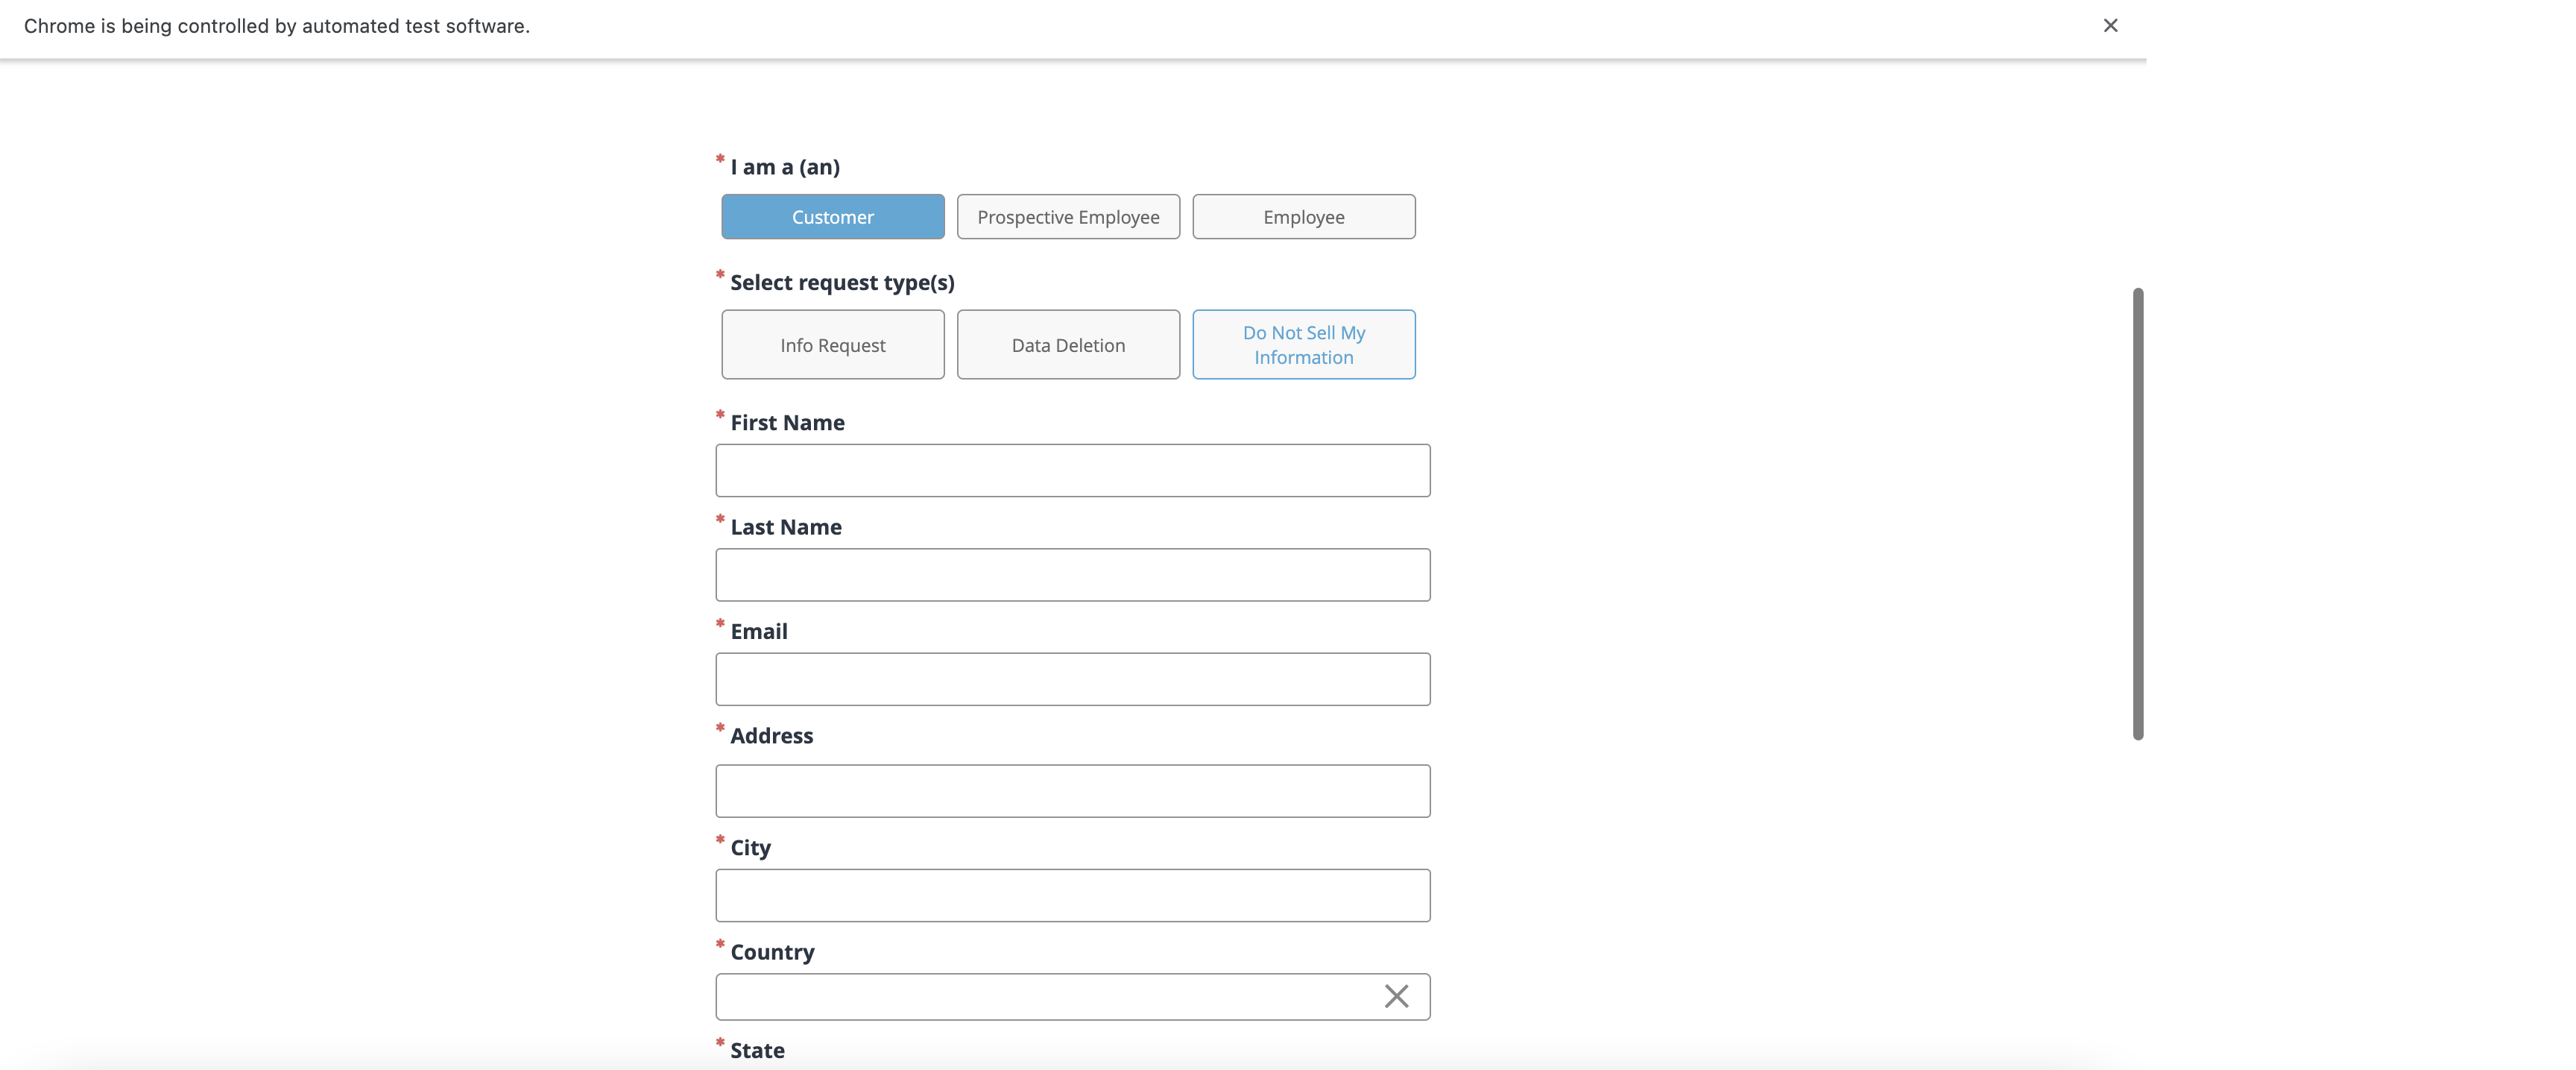 Chrome is being controlled by automated test software.
* I am a (an)
Customer
Prospective Employee
Employee
* Select request type(s)
Info Request
Data Deletion
Do Not Sell My
Information
* First Name
* Last Name
* Email
* Address
* City
* Country
* State